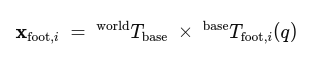 x_foot,i = ^world T_base × ^base T_foot,i (q)